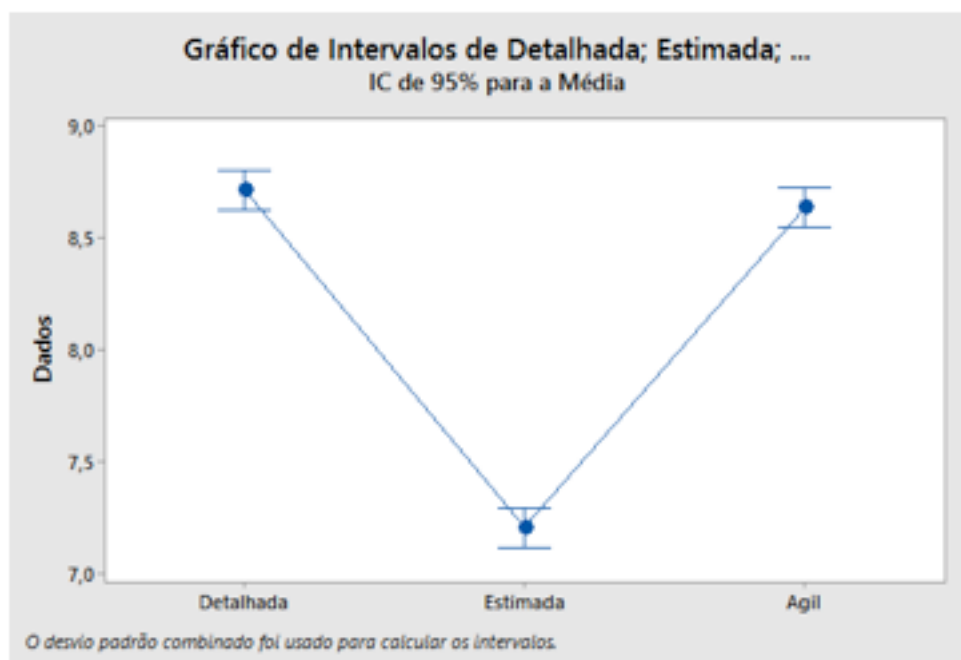 Gráfico de Intervalos de Detalhada; Estimada; ...
IC de 95% para a Média
9,0
8,5
8,0
7,5
7,0
Dados
Detalhada Estimada Agil
O desvio padrão combinado foi usado para calcular os intervalos.